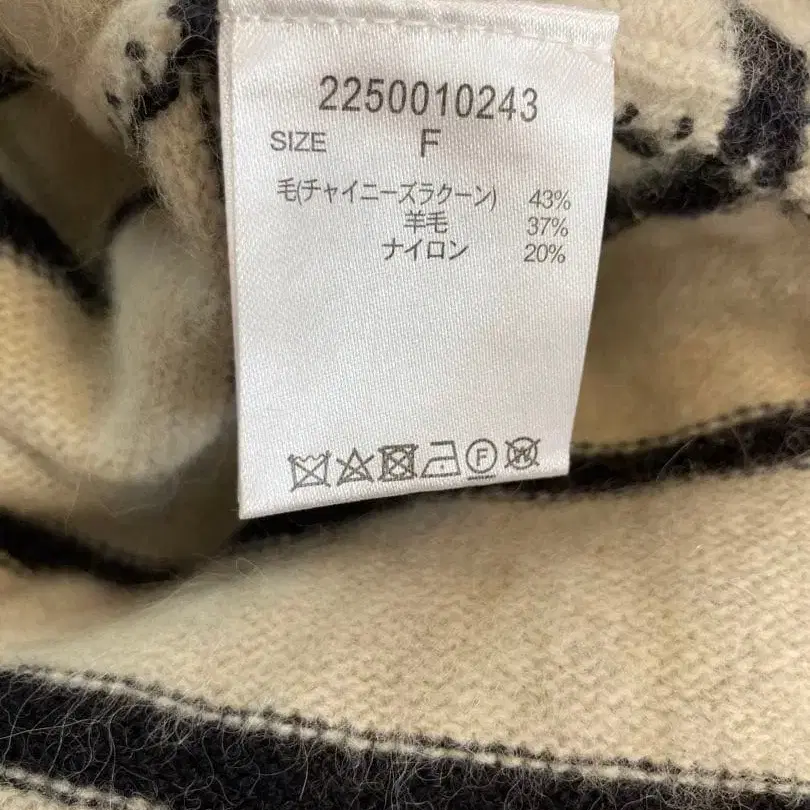 2250010243
SIZE F
毛(チャイニーズラクーン) 43%
羊毛 37%
ナイロン 20%
F W